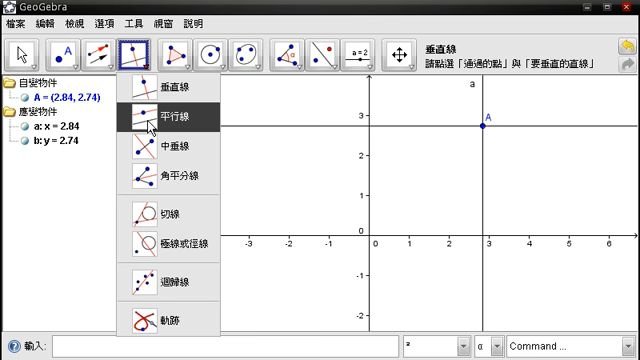 GeoGebra
檔案 編輯 檢視 選項 工具 視窗 說明
A
α
a = 2
垂直線
請點選「通過的點」與「要垂直的直線」
自變物件
A = (2.84, 2.74)
應變物件
a: x = 2.84
b: y = 2.74
垂直線
平行線
中垂線
角平分線
切線
極線或徑線
迴歸線
軌跡
a
A
3
2
1
0
-1
-2
-3 -2 -1 0 1 2 3 4 5 6
輸入:
²
α
Command ...